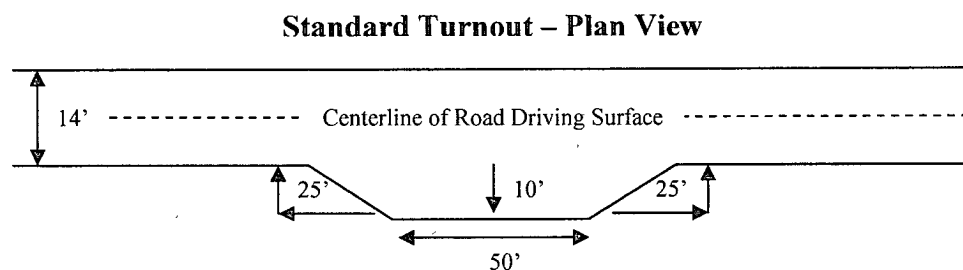 Standard Turnout – Plan View
14’
Centerline of Road Driving Surface
25’
10’
25’
50’